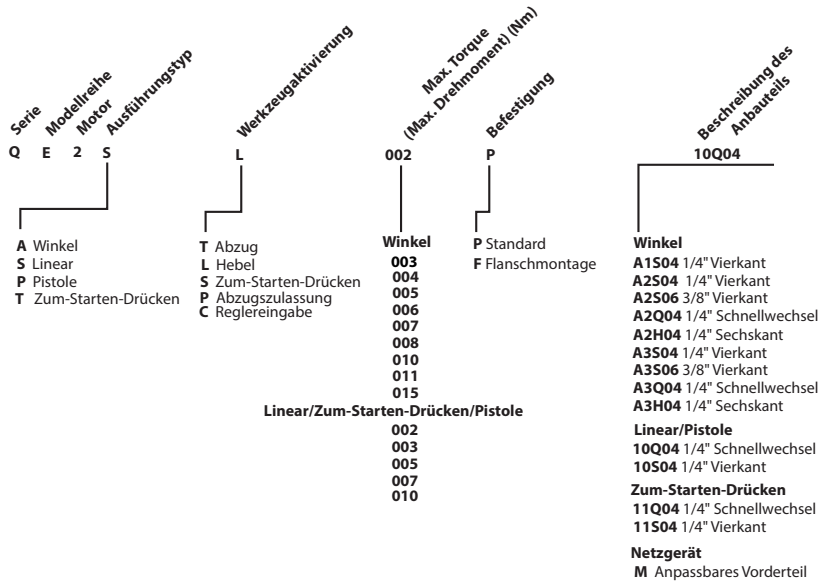 Serie
Modellreihe
Motor
Ausführungstyp
Werkzeugaktivierung
Max. Torque
(Max. Drehmoment) (Nm)
Befestigung
Beschreibung des
Anbauteils
Q E 2 S L 002 P 10Q04
A Winkel
S Linear
P Pistole
T Zum-Starten-Drücken
T Abzug
L Hebel
S Zum-Starten-Drücken
P Abzugszulassung
C Reglereingabe
Winkel
003
004
005
006
007
008
010
011
015
Linear/Zum-Starten-Drücken/Pistole
002
003
005
007
010
P Standard
F Flanschmontage
Winkel
A1S04 1/4" Vierkant
A2S04 1/4" Vierkant
A2S06 3/8" Vierkant
A2Q04 1/4" Schnellwechsel
A2H04 1/4" Sechskant
A3S04 1/4" Vierkant
A3S06 3/8" Vierkant
A3Q04 1/4" Schnellwechsel
A3H04 1/4" Sechskant
Linear/Pistole
10Q04 1/4" Schnellwechsel
10S04 1/4" Vierkant
Zum-Starten-Drücken
11Q04 1/4" Schnellwechsel
11S04 1/4" Vierkant
Netzgerät
M Anpassbares Vorderteil